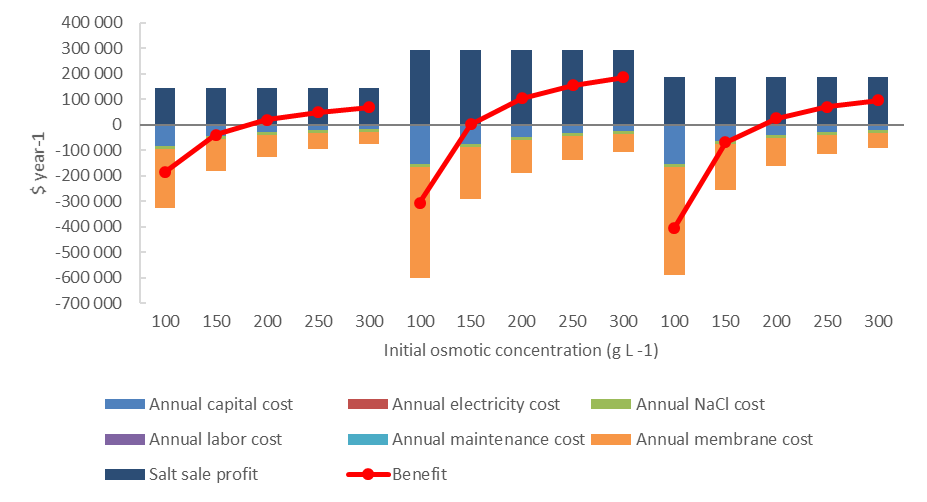 400 000
300 000
200 000
100 000
0
-100 000
-200 000
-300 000
-400 000
-500 000
-600 000
-700 000
$ year-1
100 150 200 250 300 100 150 200 250 300 100 150 200 250 300
Initial osmotic concentration (g L -1)
Annual capital cost Annual electricity cost Annual NaCl cost
Annual labor cost Annual maintenance cost Annual membrane cost
Salt sale profit Benefit